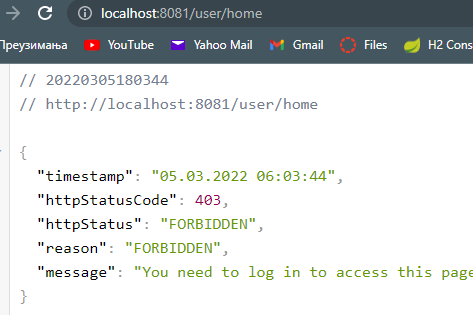 localhost:8081/user/home
Преузимања YouTube Yahoo Mail Gmail Files H2 Cons
// 20220305180344
// http://localhost:8081/user/home
{
"timestamp": "05.03.2022 06:03:44",
"httpStatusCode": 403,
"httpStatus": "FORBIDDEN",
"reason": "FORBIDDEN",
"message": "You need to log in to access this page
}